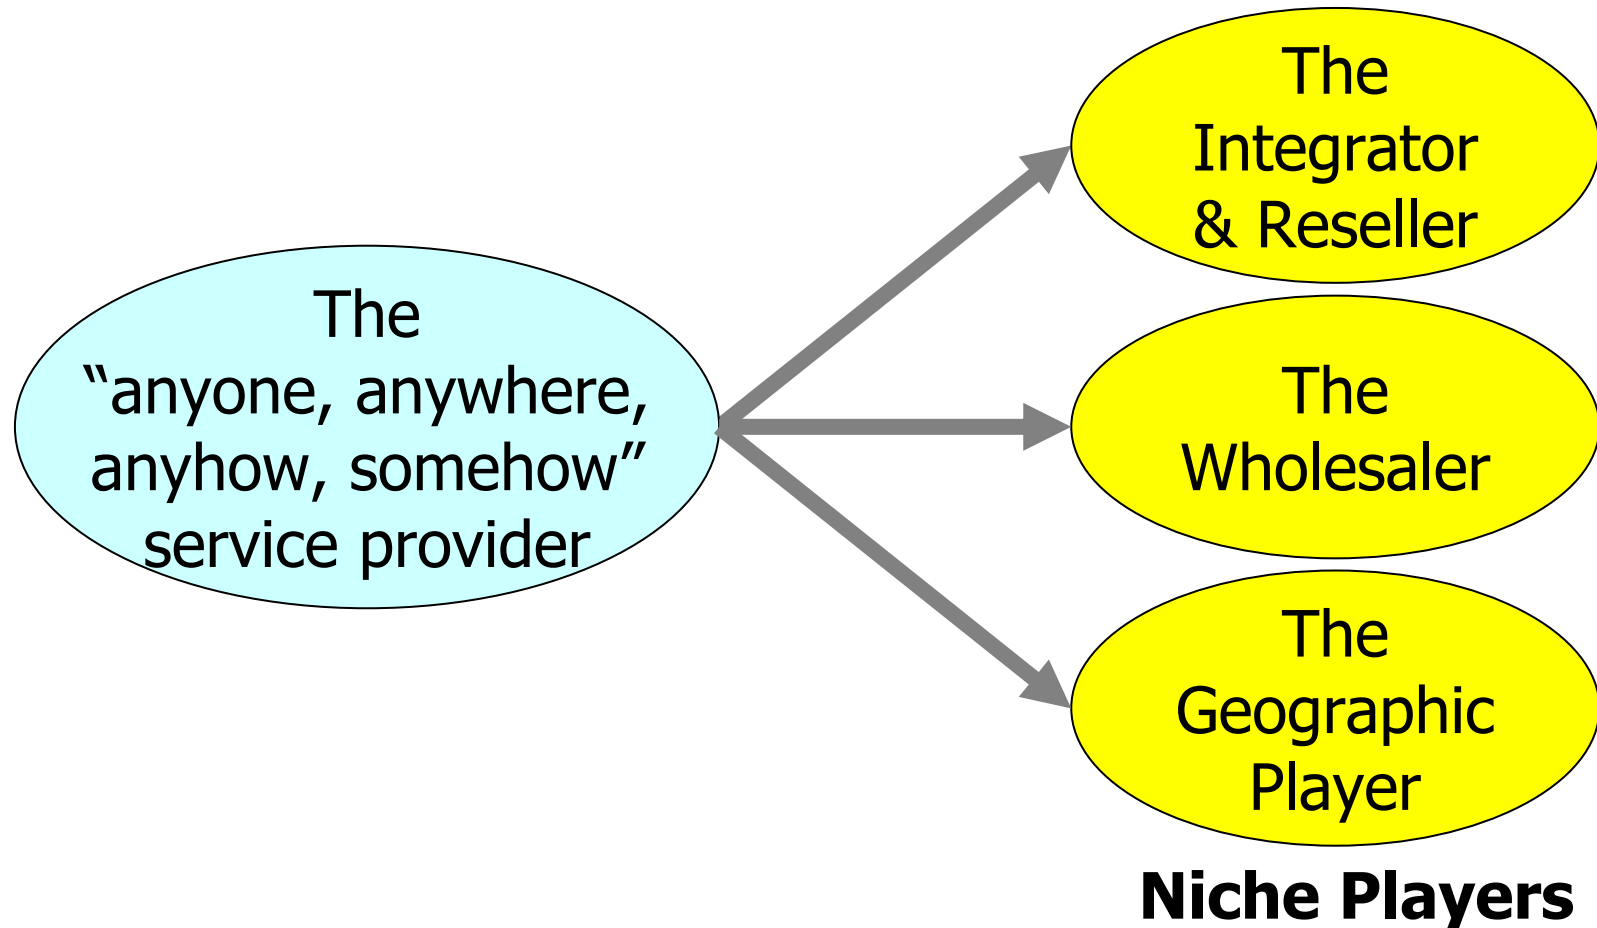 The
“anyone, anywhere,
anyhow, somehow”
service provider
The
Integrator
& Reseller
The
Wholesaler
The
Geographic
Player
Niche Players